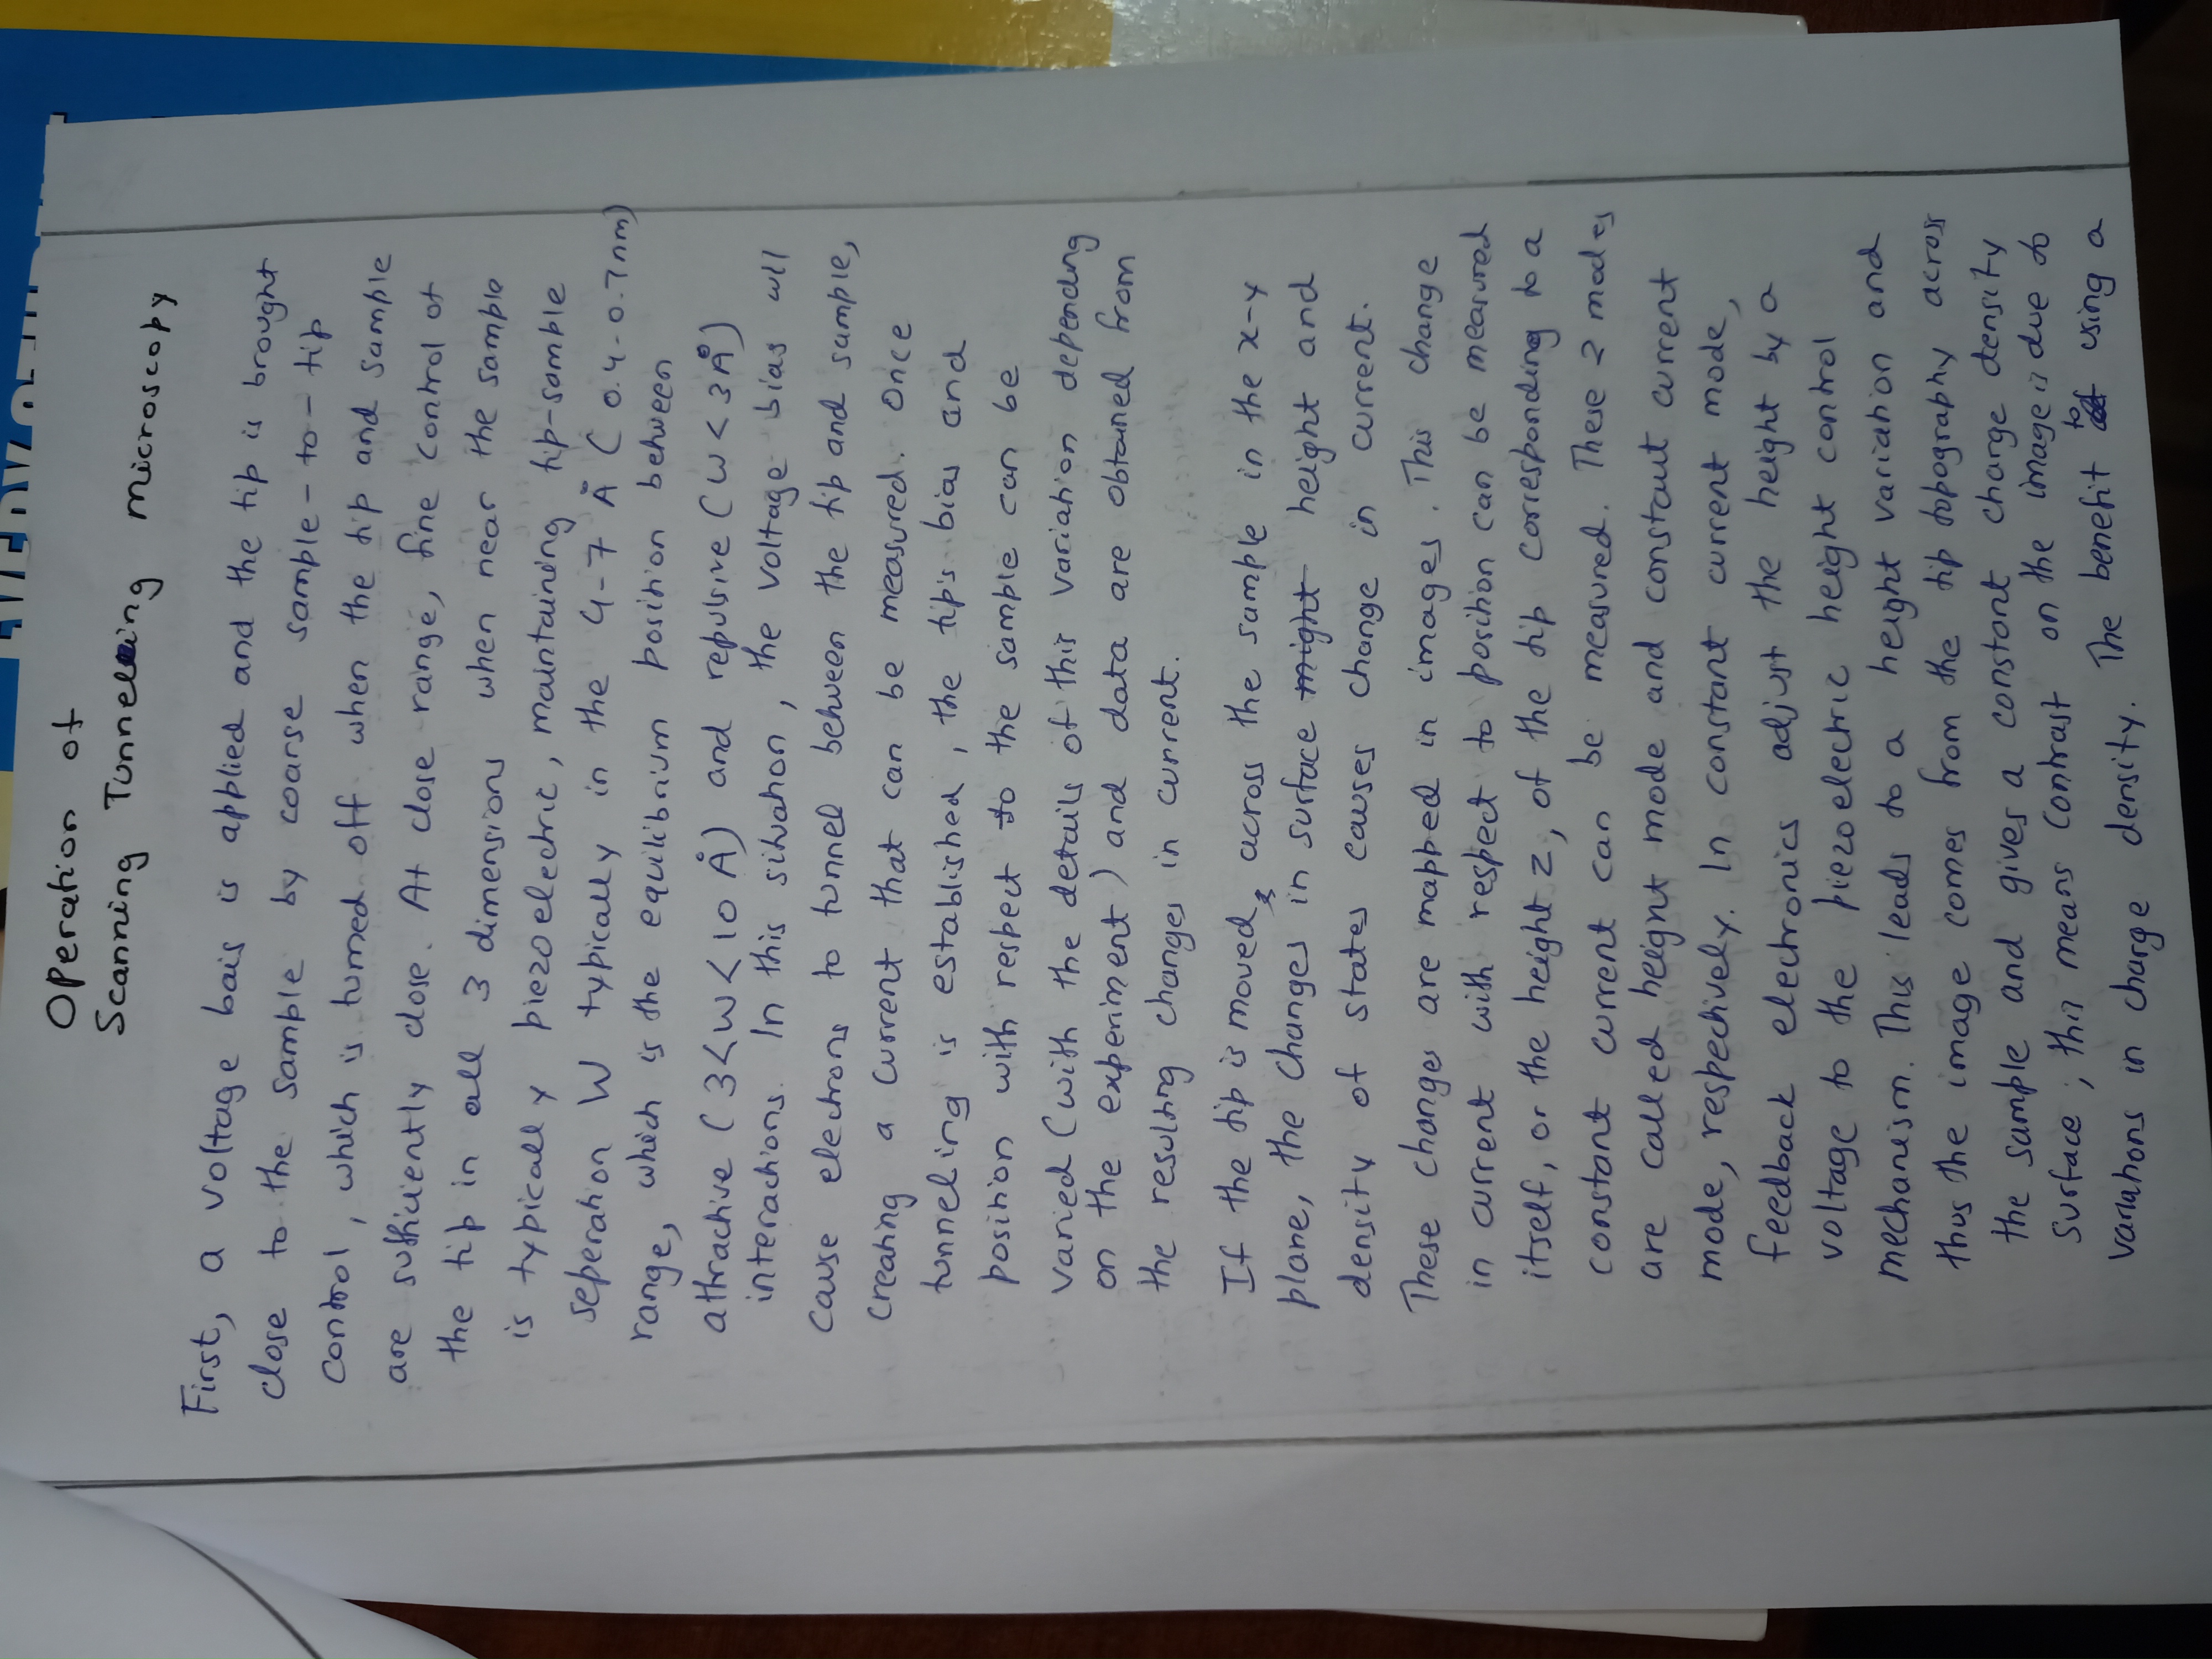 Operation of
Scanning Tunneling Microscopy
First, a voltage bais is applied and the tip is brought
close to the sample by coarse sample-to-tip
control, which is turned off when the tip and sample
are sufficiently close. At close range, fine control of
the tip in all 3 dimensions when near the sample
is typically piezoelectric, maintaining tip-sample
seperation W typically in the 4-7 Å (0.4-0.7nm)
range, which is the equilibrium position between
attractive (3<W<10 Å) and repulsive (W<3Å)
interactions. In this situation, the voltage bias will
cause electrons to tunnel between the tip and sample,
creating a current that can be measured. Once
tunneling is established, the tip's bias and
position with respect to the sample can be
varied (with the details of this variation depending
on the experiment) and data are obtained from
the resulting changes in current.
If the tip is moved, across the sample in the x-y
plane, the changes in surface might height and
density of states causes change in current.
These changes are mapped in images. This change
in current with respect to position can be measured
itself, or the height z, of the tip corresponding to a
constant current can be measured. These 2 modes
are called height mode and constant current
mode, respectively. In constant current mode,
feedback electronics adjust the height by a
voltage to the piezoelectric height control
mechanism. This leads to a height variation and
thus the image comes from the tip topography across
the sample and gives a constant charge density
surface; this means contrast on the image is due to
variations in charge density. The benefit to using a